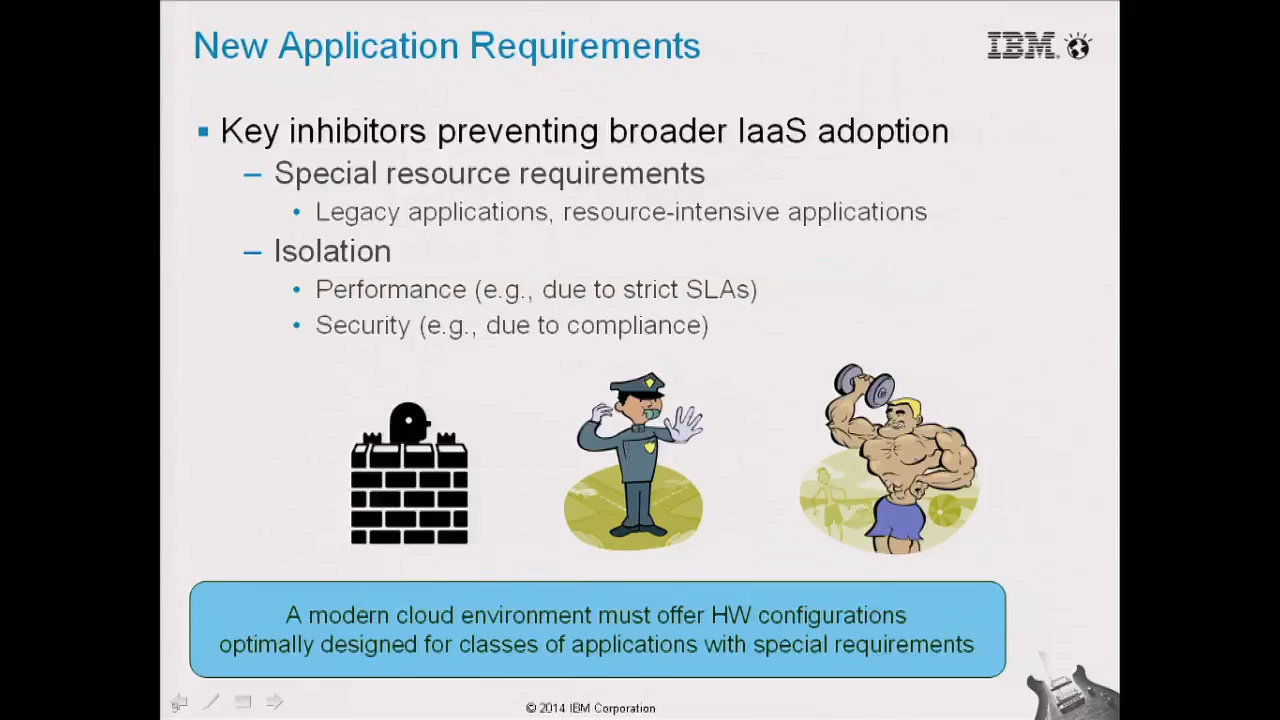 New Application Requirements
IBM
Key inhibitors preventing broader IaaS adoption
– Special resource requirements
• Legacy applications, resource-intensive applications
– Isolation
• Performance (e.g., due to strict SLAs)
• Security (e.g., due to compliance)
A modern cloud environment must offer HW configurations
optimally designed for classes of applications with special requirements
© 2014 IBM Corporation